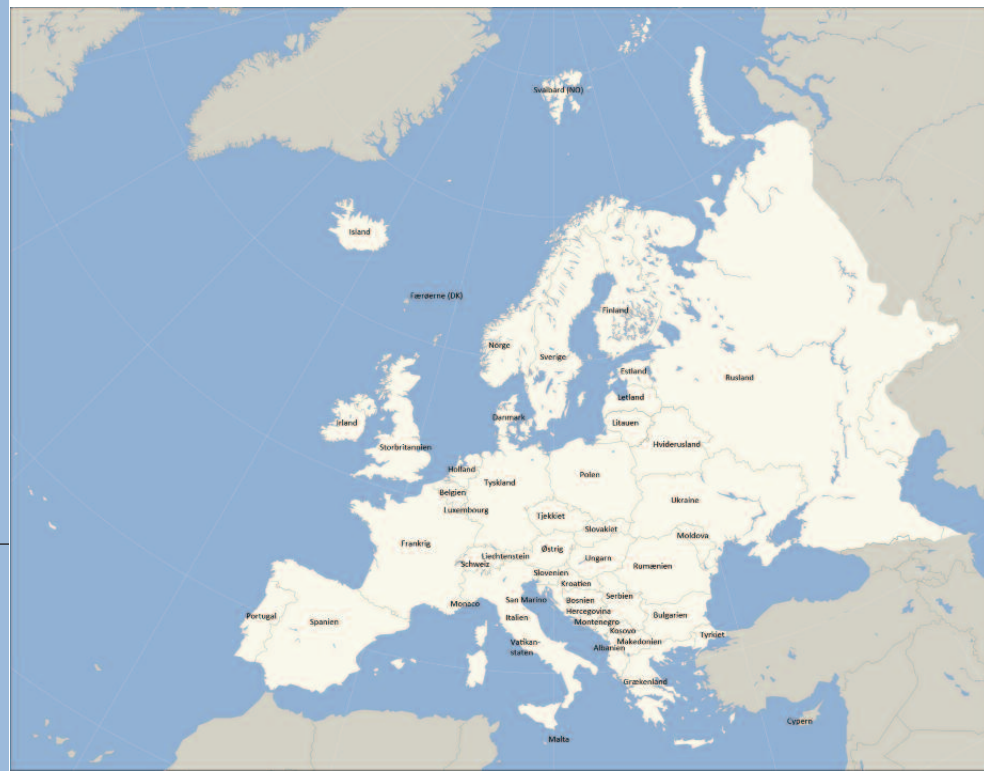 Svalbard (NO)
Island
Færøerne (DK)
Finland
Norge
Sverige
Estland
Rusland
Letland
Danmark
Irland
Litauen
Storbritannien
Hviderusland
Holland
Polen
Tyskland
Belgien
Ukraine
Luxembourg
Tjekkiet
Slovakiet
Moldova
Frankrig
Østrig
Liechtenstein
Ungarn
Schweiz
Rumænien
Slovenien
Kroatien
Serbien
San Marino
Bosnien
Monaco
Hercegovina
Portugal
Spanien
Italien
Bulgarien
Montenegro
Kosovo
Tyrkiet
Makedonien
Vatikan-
staten
Albanien
Grækenland
Cypern
Malta